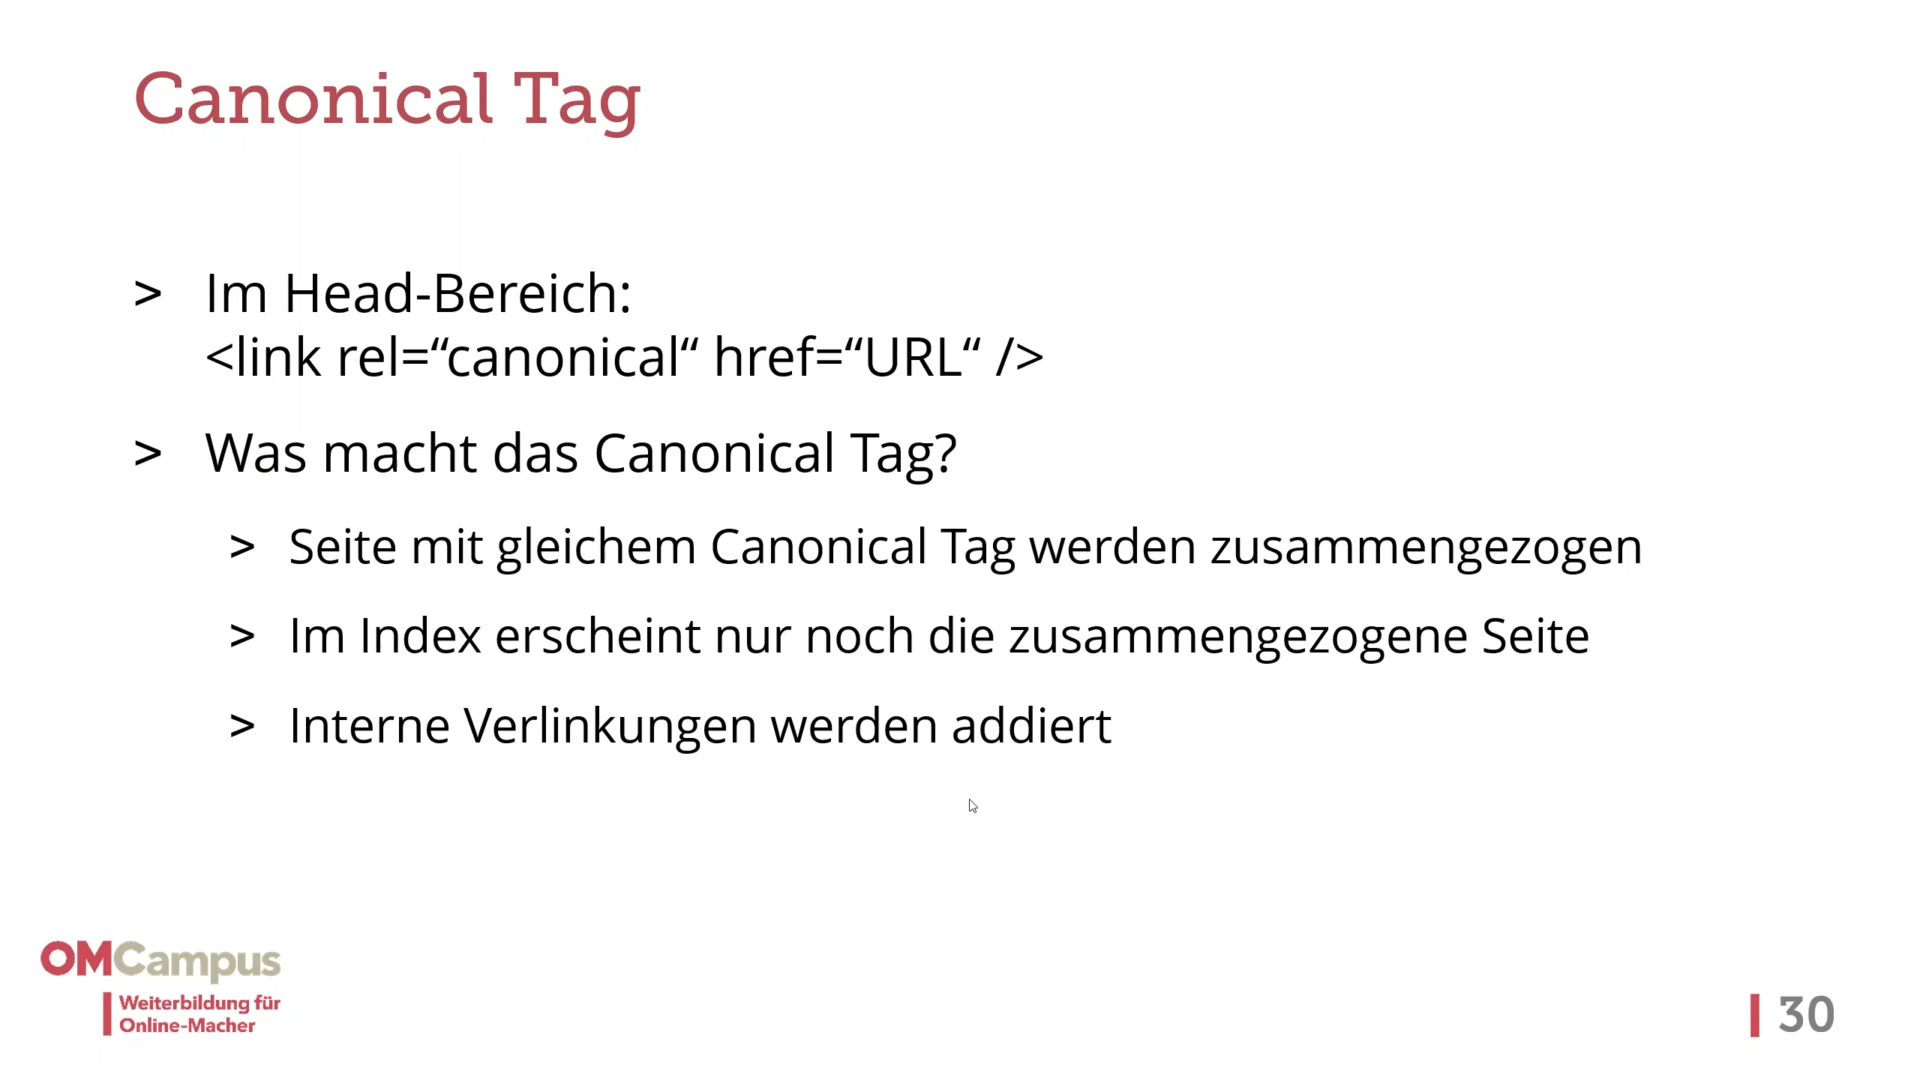 Canonical Tag
> Im Head-Bereich:
<link rel=“canonical“ href=“URL“ />
> Was macht das Canonical Tag?
> Seite mit gleichem Canonical Tag werden zusammengezogen
> Im Index erscheint nur noch die zusammengezogene Seite
> Interne Verlinkungen werden addiert
OMCampus
Weiterbildung für
Online-Macher
30